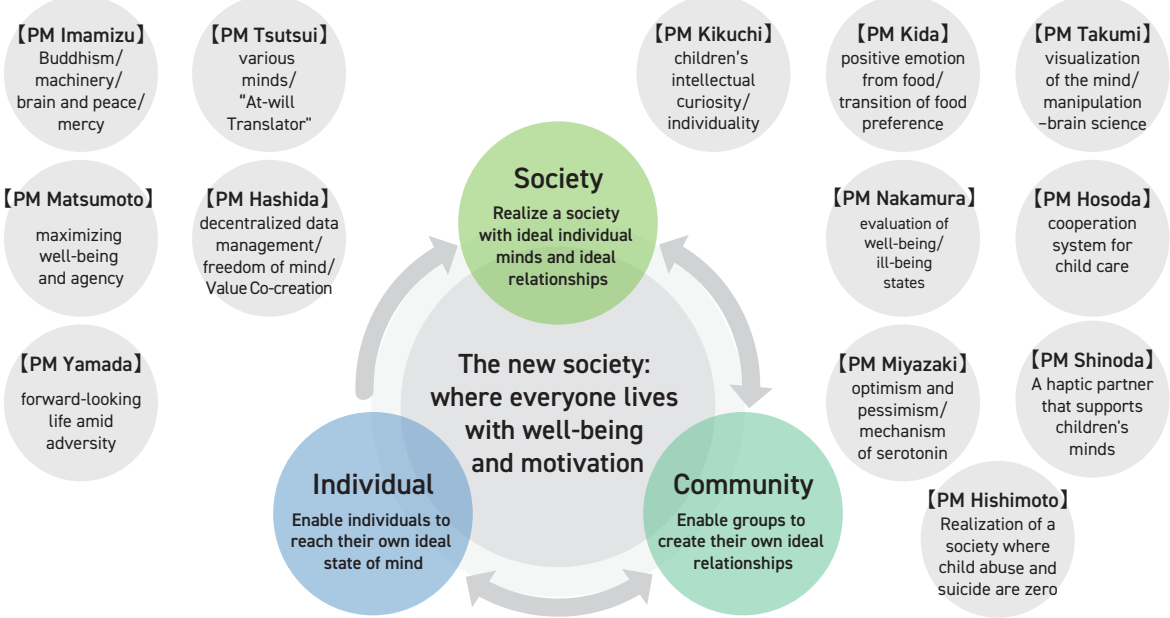 【PM Imamizu】
Buddhism/
machinery/
brain and peace/
mercy
【PM Tsutsui】
various
minds/
“At-will
Translator"
【PM Kikuchi】
children’s
intellectual
curiosity/
individuality
【PM Kida】
positive emotion
from food/
transition of food
preference
【PM Takumi】
visualization
of the mind/
manipulation
–brain science
【PM Matsumoto】
maximizing
well-being
and agency
【PM Hashida】
decentralized data
management/
freedom of mind/
Value Co-creation
Society
Realize a society
with ideal individual
minds and ideal
relationships
【PM Nakamura】
evaluation of
well-being/
ill-being
states
【PM Hosoda】
cooperation
system for
child care
【PM Yamada】
forward-looking
life amid
adversity
The new society:
where everyone lives
with well-being
and motivation
【PM Miyazaki】
optimism and
pessimism/
mechanism
of serotonin
【PM Shinoda】
A haptic partner
that supports
children's
minds
Individual
Enable individuals to
reach their own ideal
state of mind
Community
Enable groups to
create their own ideal
relationships
【PM Hishimoto】
Realization of a
society where
child abuse and
suicide are zero